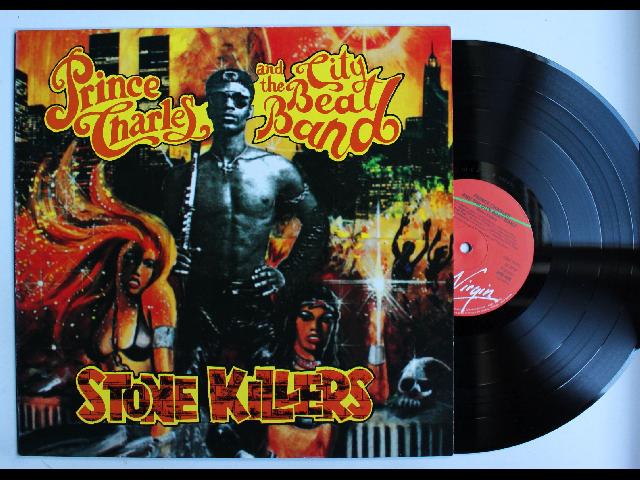 Prince Charles
and the City Beat Band
STONE KILLERS
Virgin